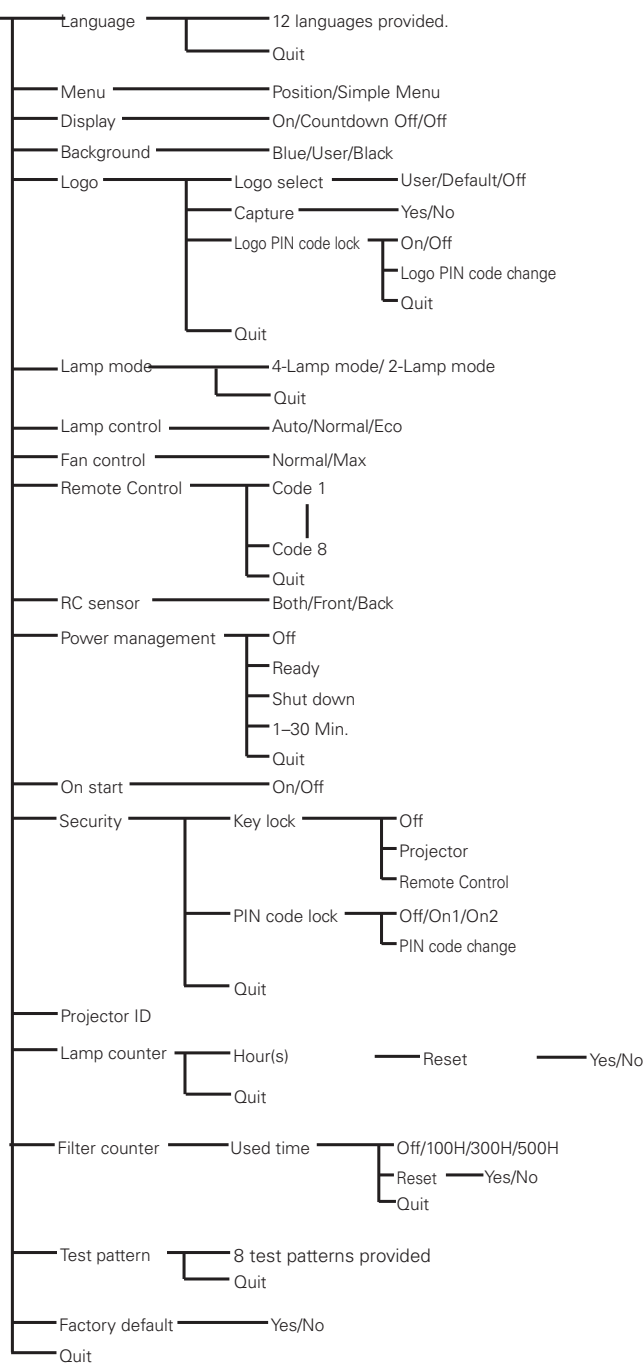 Language 12 languages provided.
Quit
Menu Position/Simple Menu
Display On/Countdown Off/Off
Background Blue/User/Black
Logo Logo select User/Default/Off
Capture Yes/No
Logo PIN code lock On/Off
Logo PIN code change
Quit
Quit
Lamp mode 4-Lamp mode/ 2-Lamp mode
Quit
Lamp control Auto/Normal/Eco
Fan control Normal/Max
Remote Control Code 1
Code 8
Quit
RC sensor Both/Front/Back
Power management Off
Ready
Shut down
1–30 Min.
Quit
On start On/Off
Security Key lock Off
Projector
Remote Control
PIN code lock Off/On1/On2
PIN code change
Quit
Projector ID
Lamp counter Hour(s) Reset Yes/No
Quit
Filter counter Used time Off/100H/300H/500H
Reset Yes/No
Quit
Test pattern 8 test patterns provided
Quit
Factory default Yes/No
Quit